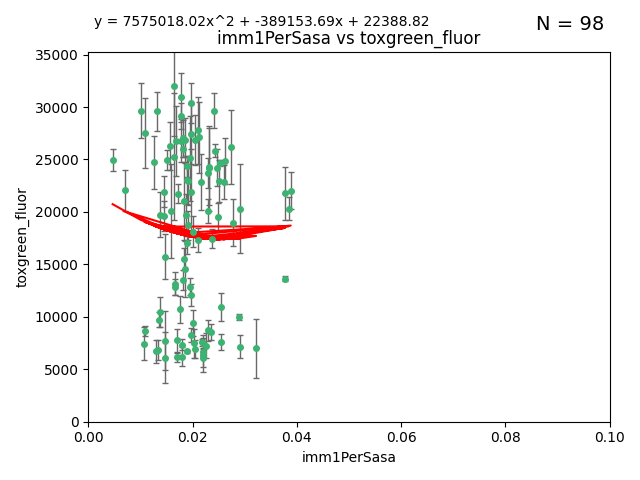 y = 7575018.02x^2 + -389153.69x + 22388.82
N = 98
imm1PerSasa vs toxgreen_fluor
35000
30000
25000
20000
15000
10000
5000
0
toxgreen_fluor
0.00 0.02 0.04 0.06 0.08 0.10
imm1PerSasa